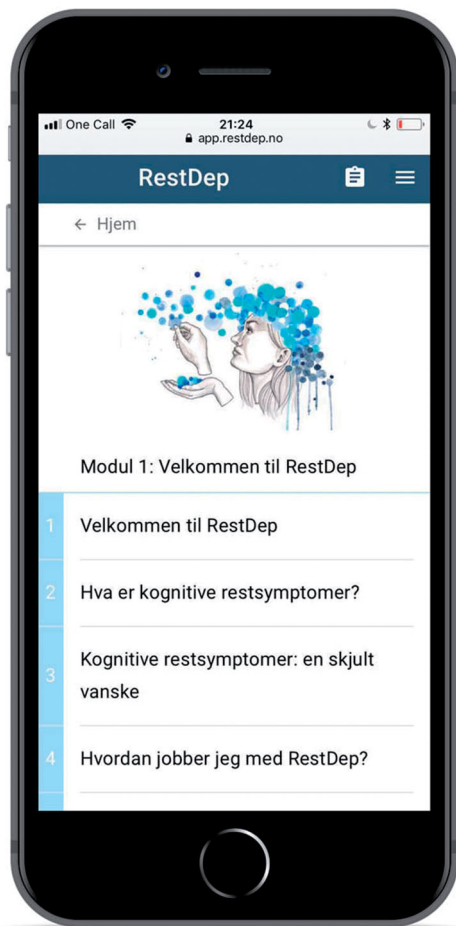 One Call 21:24
app.restdep.no
RestDep
← Hjem
Modul 1: Velkommen til RestDep
1 Velkommen til RestDep
2 Hva er kognitive restsymptomer?
3 Kognitive restsymptomer: en skjult
vanske
4 Hvordan jobber jeg med RestDep?